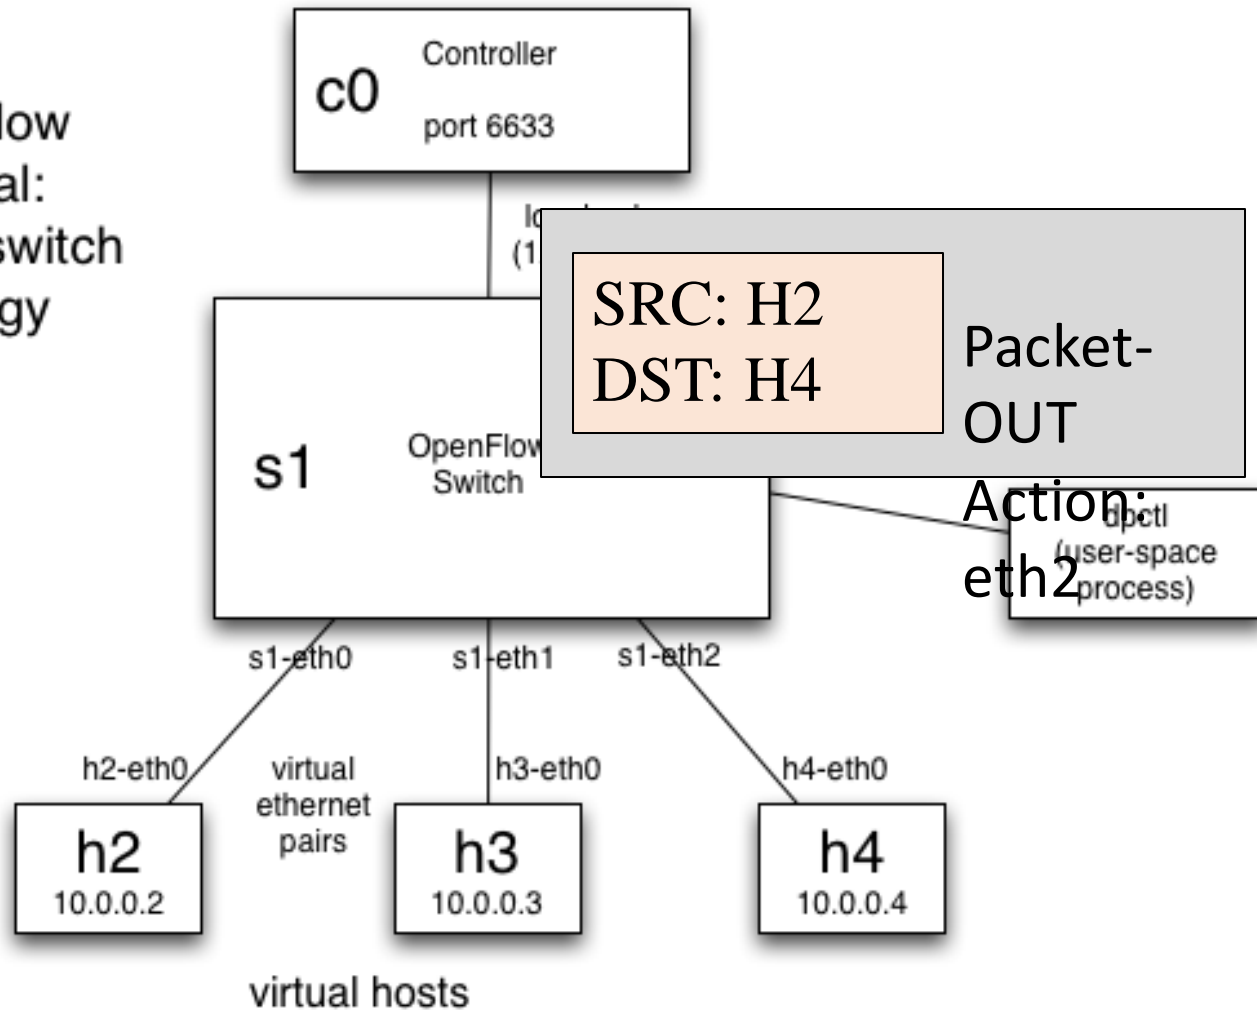 Controller
c0
port 6633
low
al:
switch
gy
(1
SRC: H2
DST: H4
Packet-
OUT
Action:
eth2
s1
OpenFlow
Switch
dpctl
(user-space
process)
s1-eth0
s1-eth1
s1-eth2
h2-eth0
virtual
ethernet
pairs
h3-eth0
h4-eth0
h2
10.0.0.2
h3
10.0.0.3
h4
10.0.0.4
virtual hosts